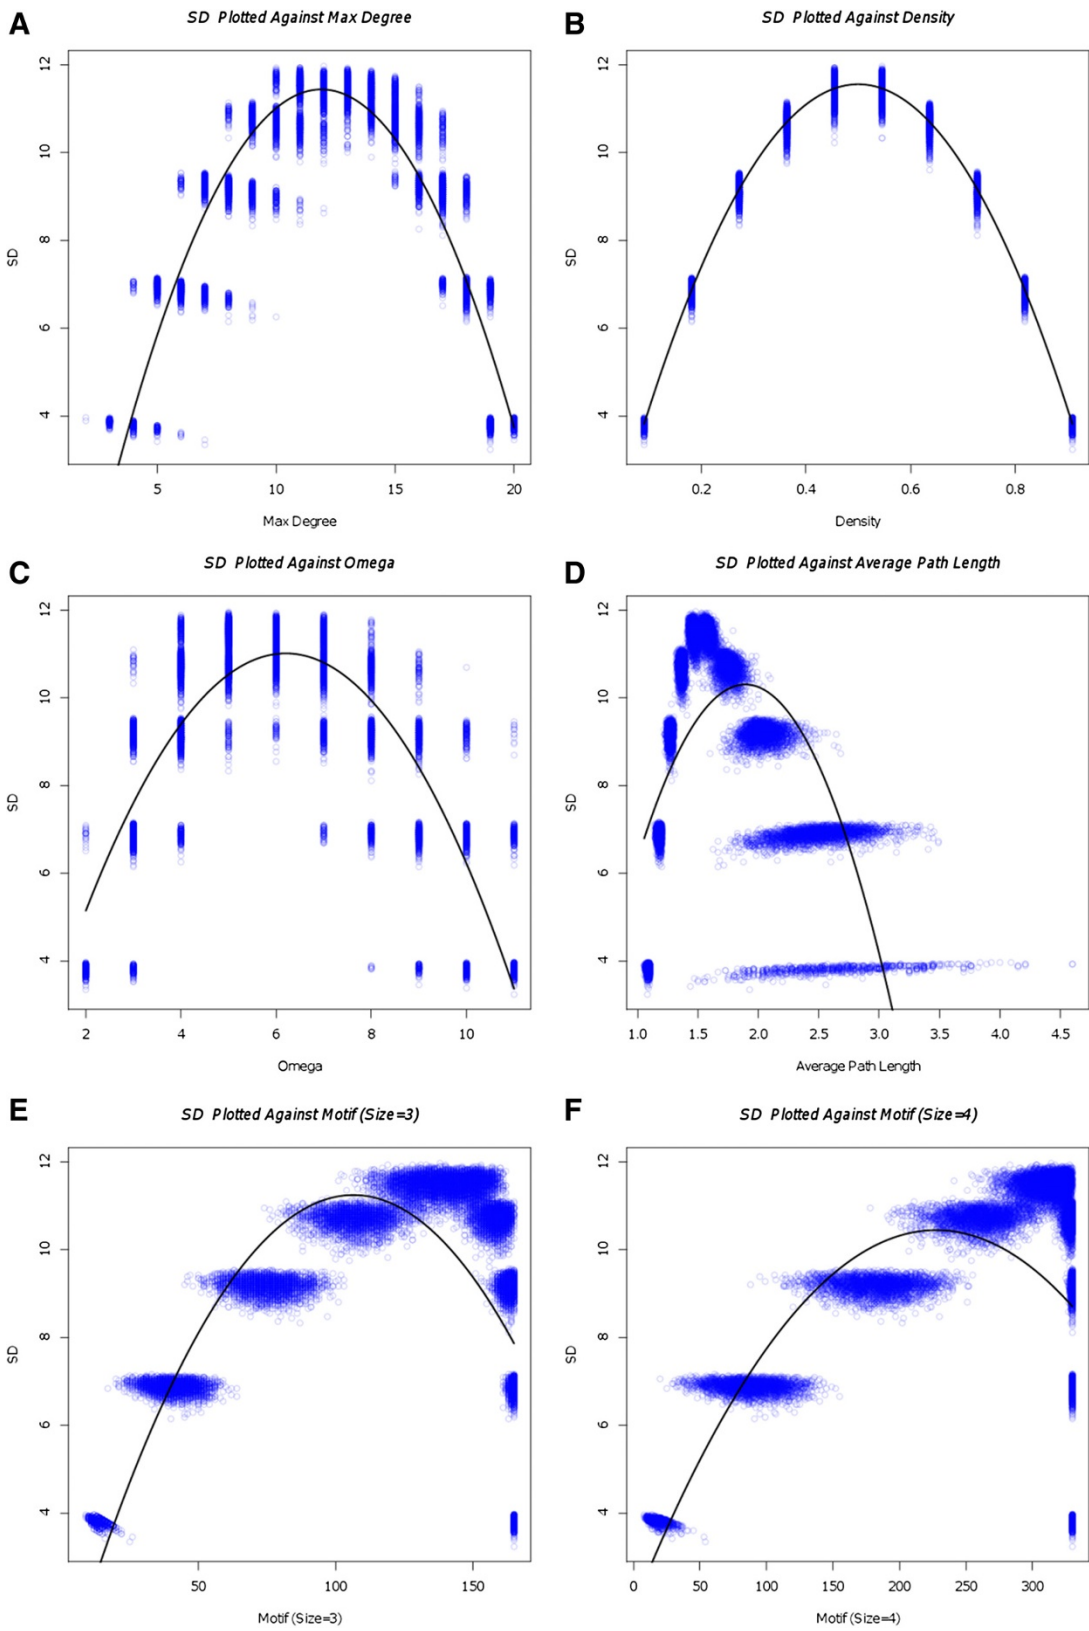 A
SD Plotted Against Max Degree
SD
12
10
8
6
4
5 10 15 20
Max Degree
B
SD Plotted Against Density
SD
12
10
8
6
4
0.2 0.4 0.6 0.8
Density
C
SD Plotted Against Omega
SD
12
10
8
6
4
2 4 6 8 10
Omega
D
SD Plotted Against Average Path Length
SD
12
10
8
6
4
1.0 1.5 2.0 2.5 3.0 3.5 4.0 4.5
Average Path Length
E
SD Plotted Against Motif (Size=3)
SD
12
10
8
6
4
50 100 150
Motif (Size=3)
F
SD Plotted Against Motif (Size=4)
SD
12
10
8
6
4
0 50 100 150 200 250 300
Motif (Size=4)